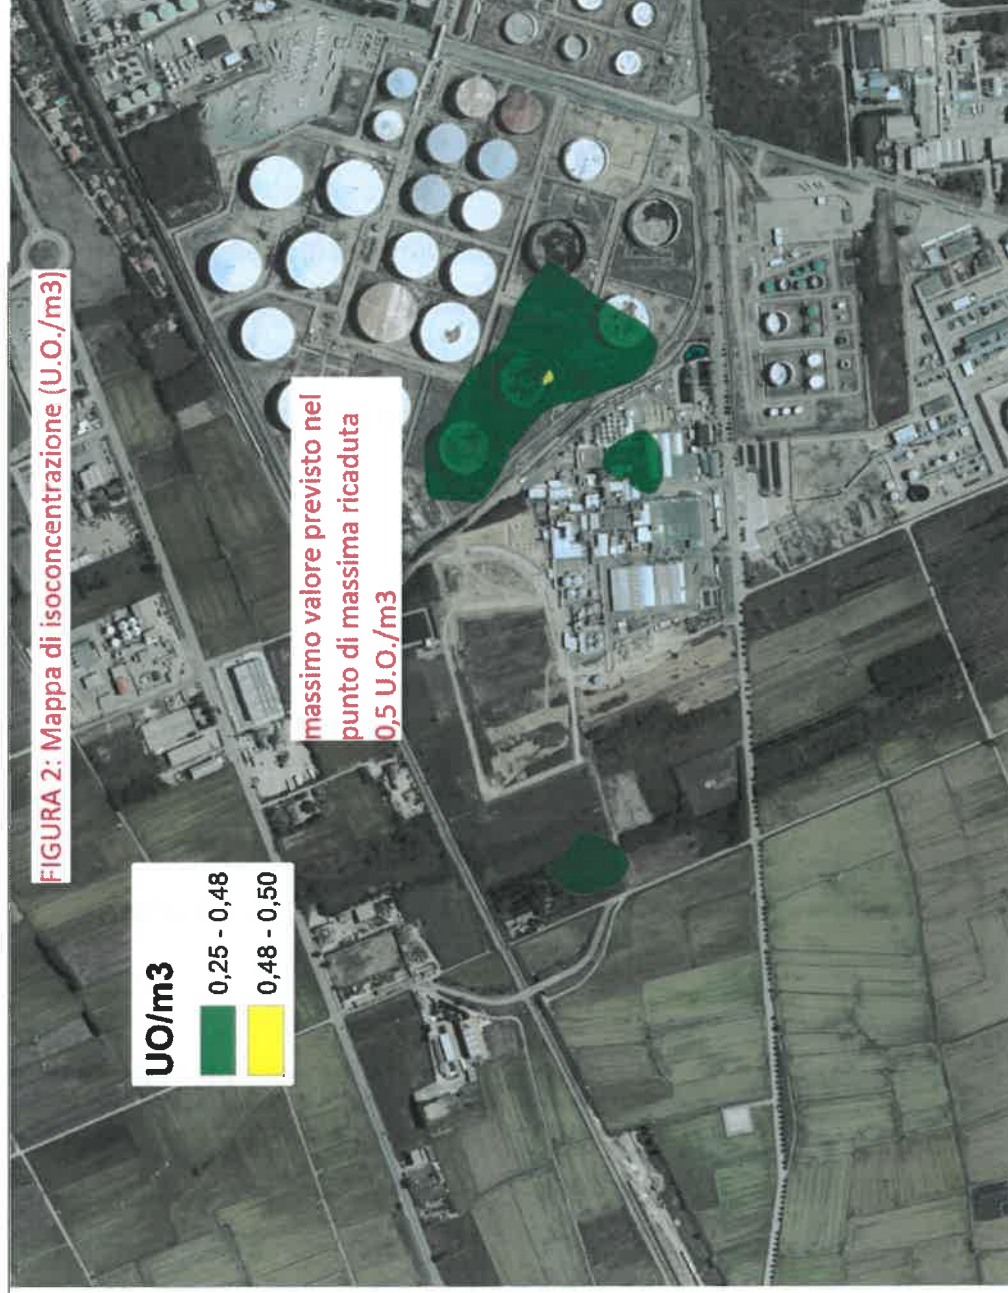 FIGURA 2: Mappa di isoconcentrazione (U.O./m3)
massimo valore previsto nel
punto di massima ricaduta
0,5 U.O./m3
UO/m3
0,25 - 0,48
0,48 - 0,50